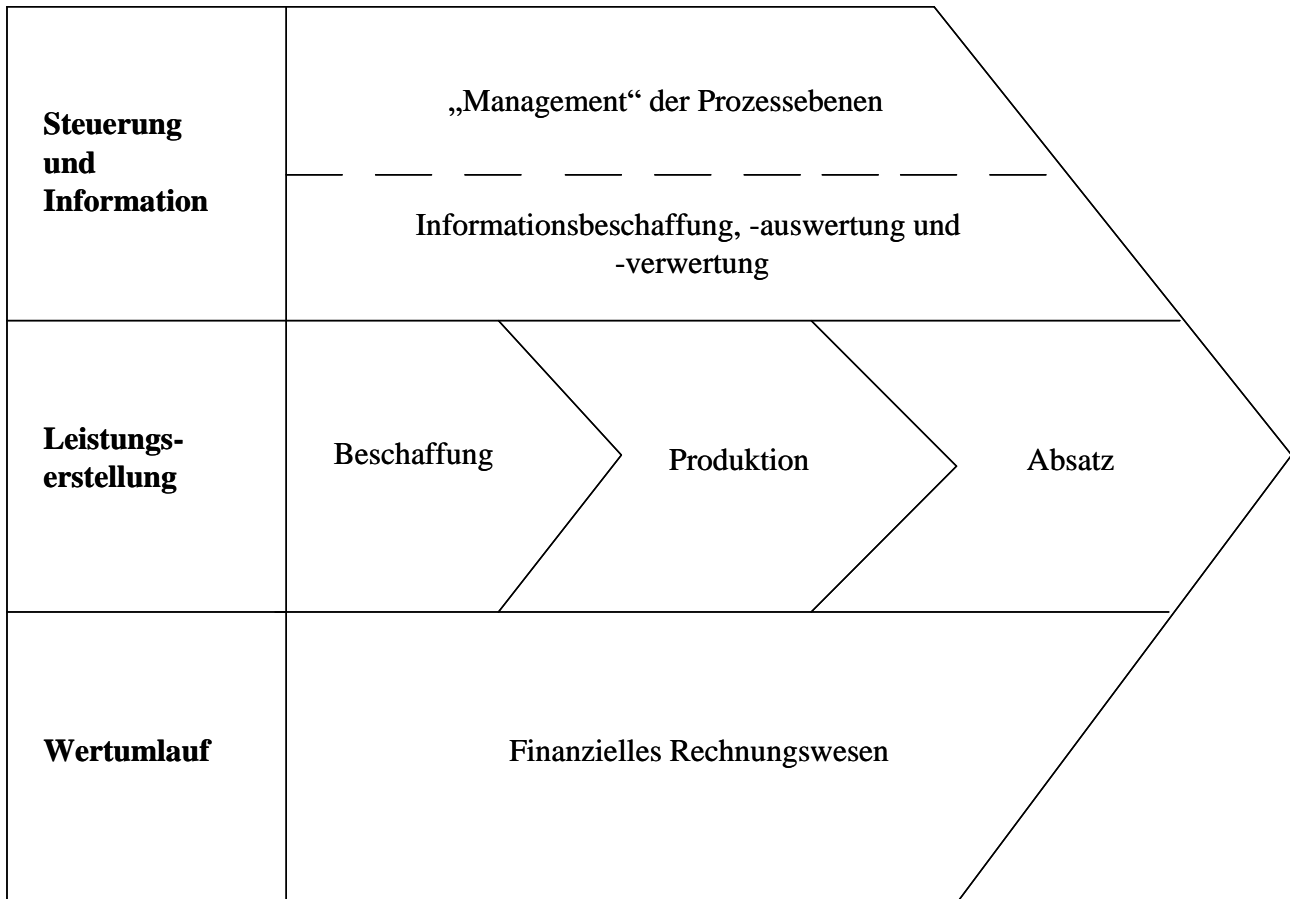 Steuerung
und
Information
„Management“ der Prozessebenen
Informationsbeschaffung, -auswertung und
-verwertung
Leistungs-
erstellung
Beschaffung
Produktion
Absatz
Wertumlauf
Finanzielles Rechnungswesen